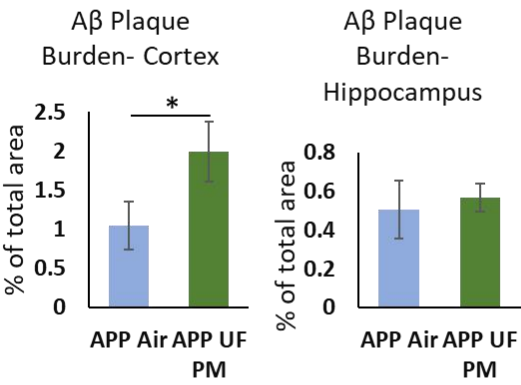 Aβ Plaque
Burden- Cortex
% of total area
2.5
2
1.5
1
0.5
0
*
APP Air APP UF
PM
Aβ Plaque
Burden-
Hippocampus
% of total area
0.8
0.6
0.4
0.2
0
APP Air APP UF
PM